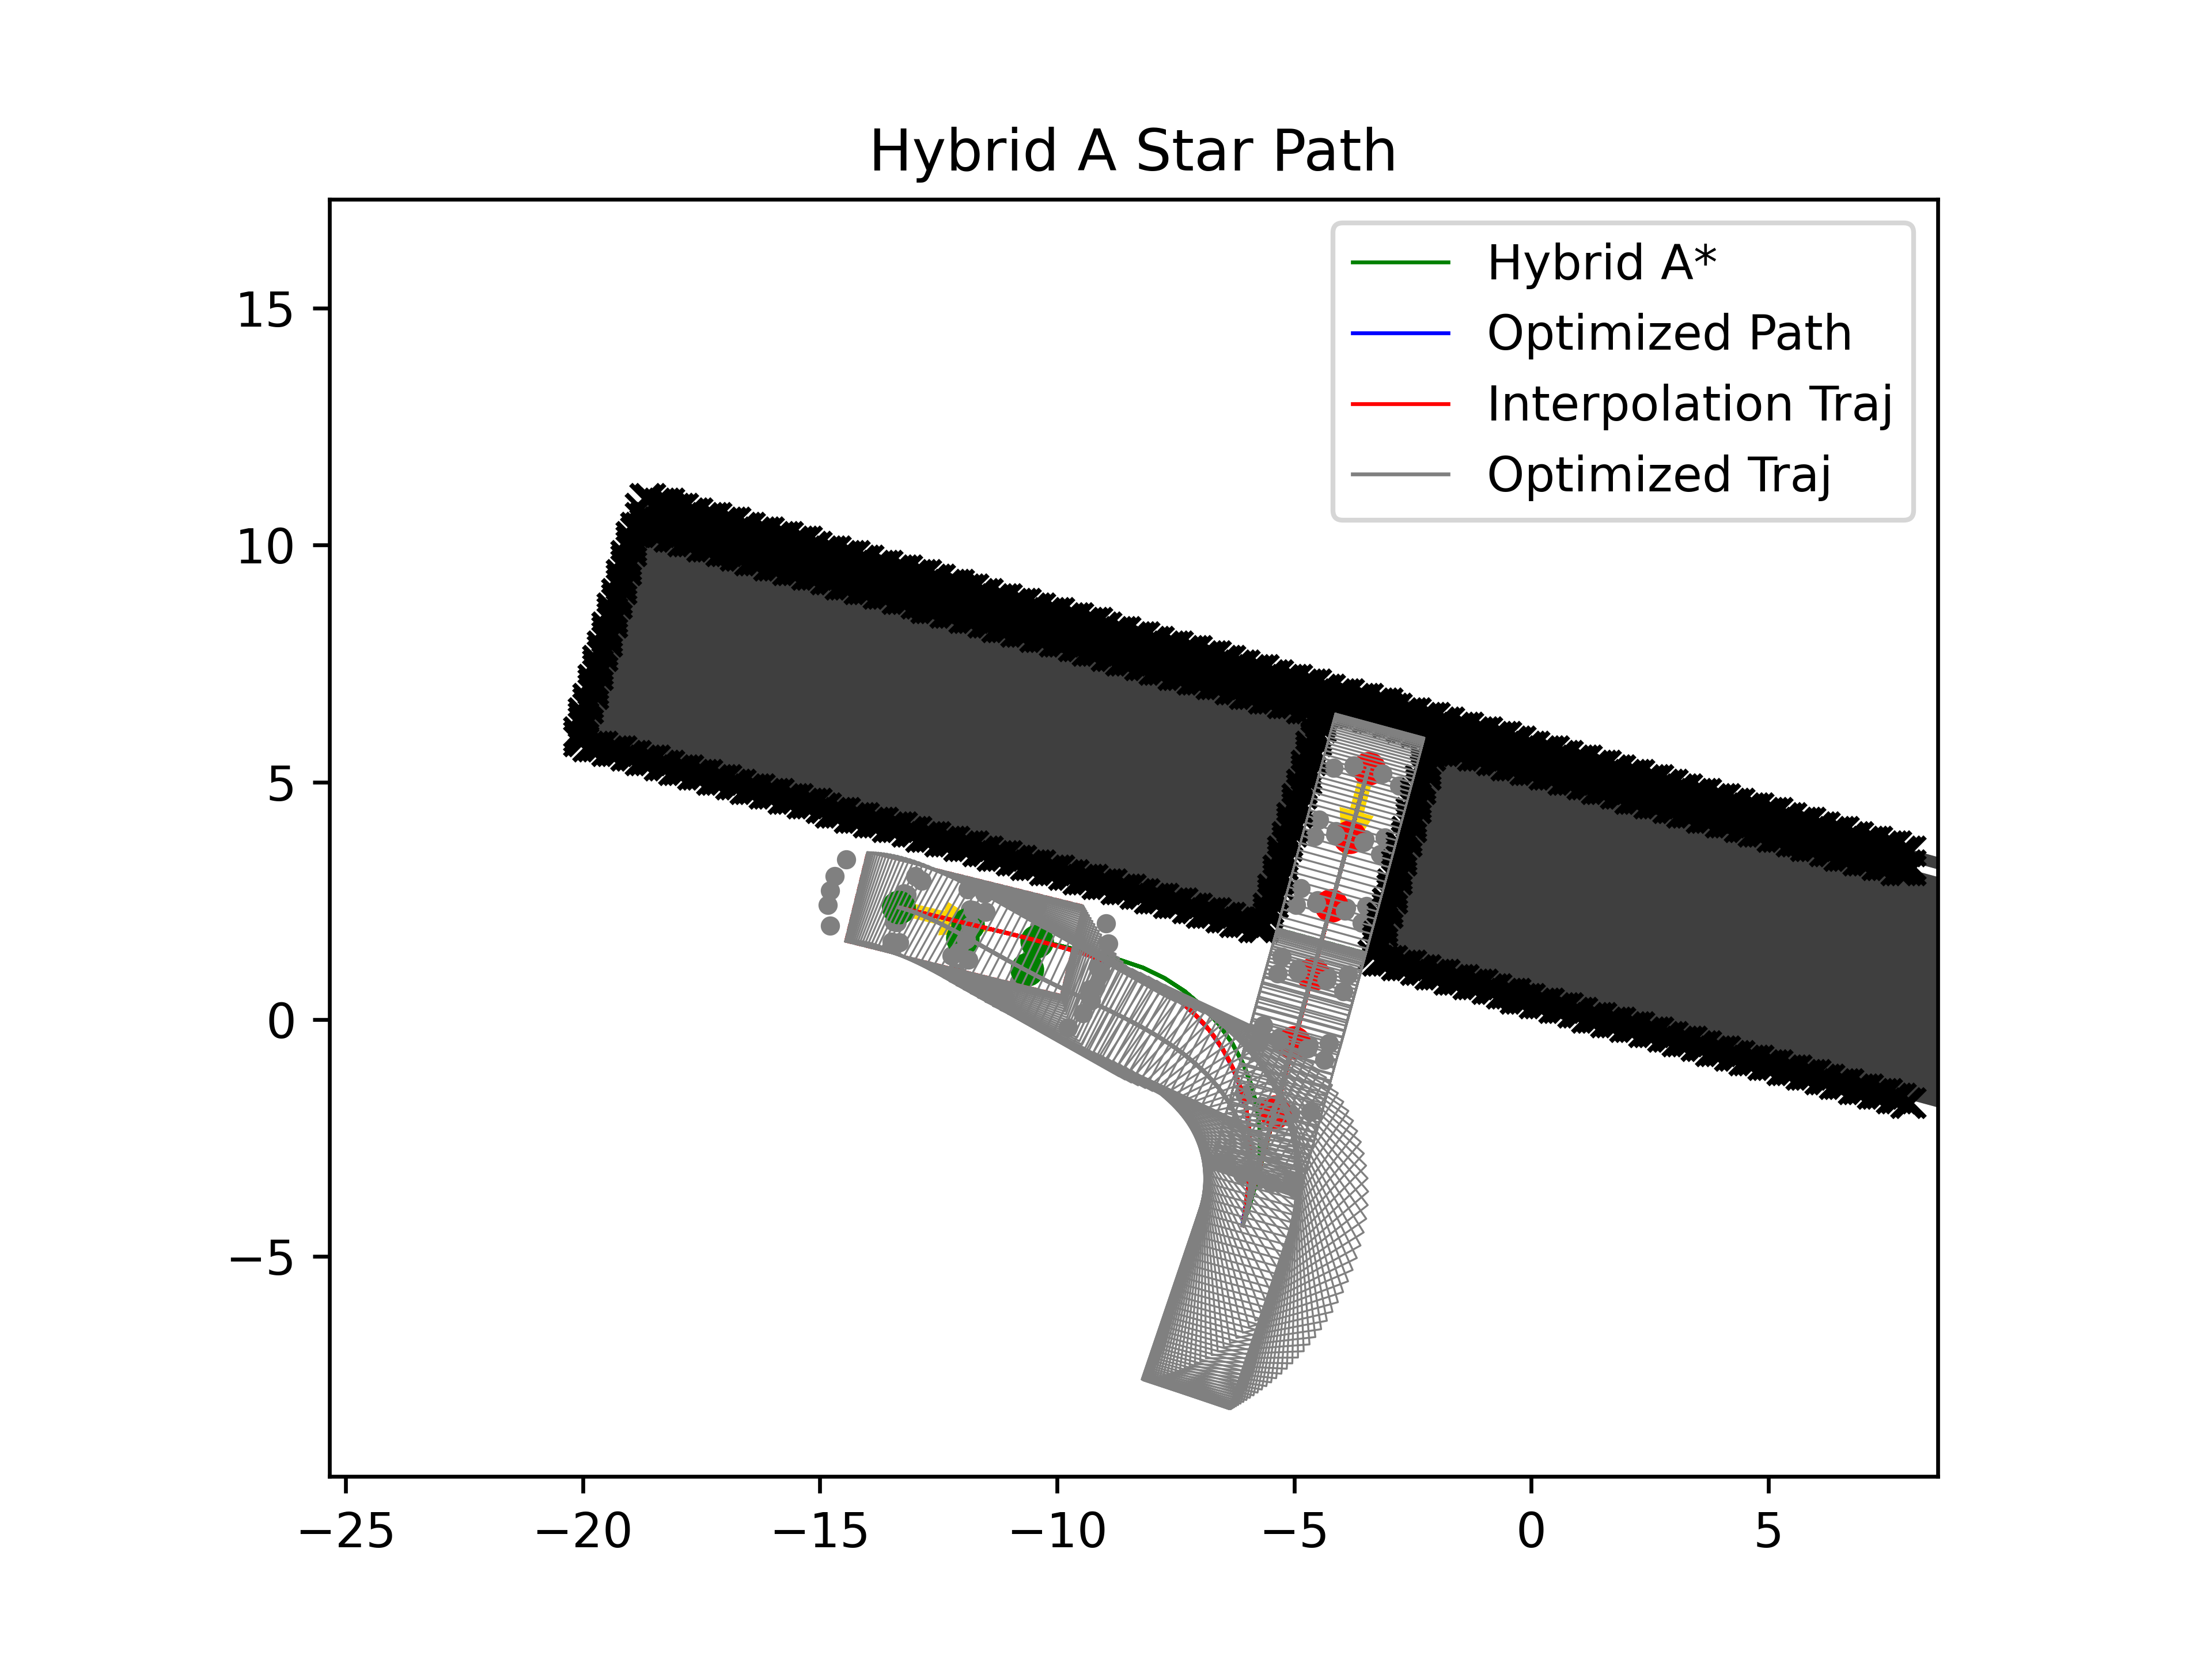 Hybrid A Star Path
Hybrid A*
Optimized Path
Interpolation Traj
Optimized Traj
15
10
5
0
−5
−25
−20
−15
−10
−5
0
5